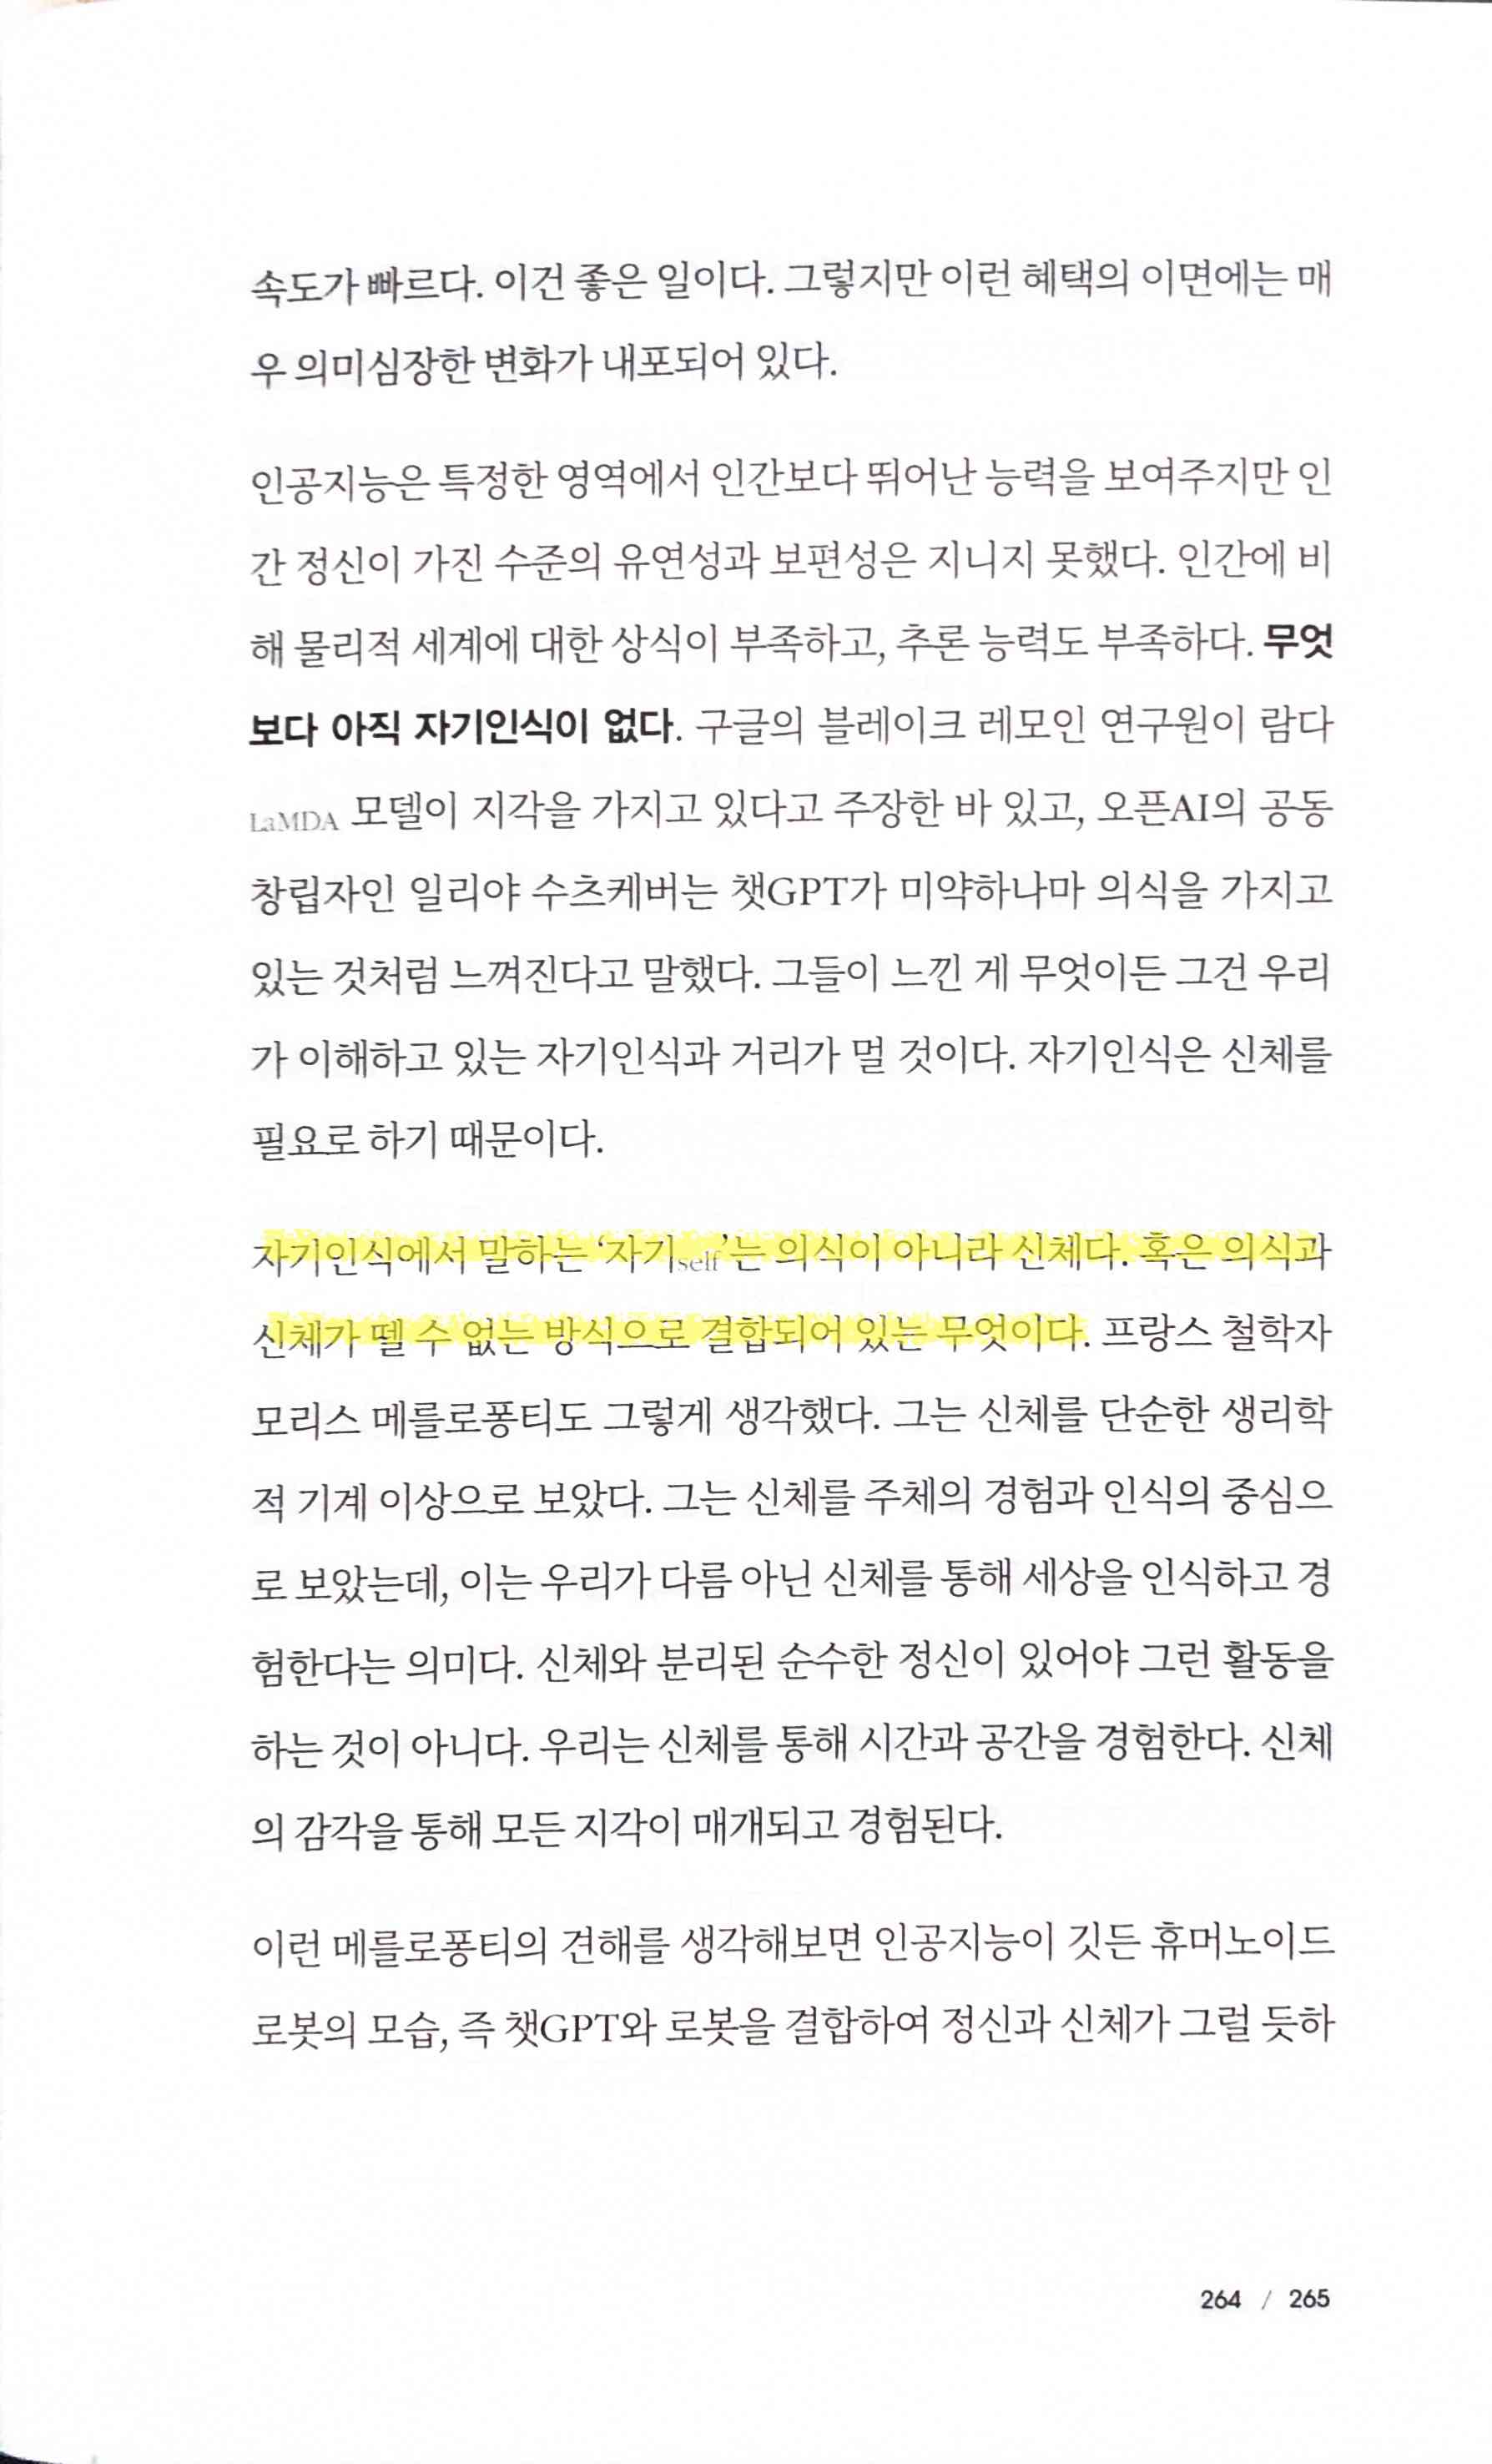 속도가 빠르다. 이건 좋은 일이다. 그렇지만 이런 혜택의 이면에는 매
우 의미심장한 변화가 내포되어 있다.
인공지능은 특정한 영역에서 인간보다 뛰어난 능력을 보여주지만 인
간 정신이 가진 수준의 유연성과 보편성은 지니지 못했다. 인간에 비
해 물리적 세계에 대한 상식이 부족하고, 추론 능력도 부족하다. 무엇
보다 아직 자기인식이 없다. 구글의 블레이크 레모인 연구원이 람다
LaMDA 모델이 지각을 가지고 있다고 주장한 바 있고, 오픈AI의 공동
창립자인 일리야 수츠케버는 챗GPT가 미약하나마 의식을 가지고
있는 것처럼 느껴진다고 말했다. 그들이 느낀 게 무엇이든 그건 우리
가 이해하고 있는 자기인식과 거리가 멀 것이다. 자기인식은 신체를
필요로 하기 때문이다.
자기인식에서 말하는 ‘자기self’는 의식이 아니라 신체다. 혹은 의식과
신체가 뗄 수 없는 방식으로 결합되어 있는 무엇이다. 프랑스 철학자
모리스 메를로퐁티도 그렇게 생각했다. 그는 신체를 단순한 생리학
적 기계 이상으로 보았다. 그는 신체를 주체의 경험과 인식의 중심으
로 보았는데, 이는 우리가 다름 아닌 신체를 통해 세상을 인식하고 경
험한다는 의미다. 신체와 분리된 순수한 정신이 있어야 그런 활동을
하는 것이 아니다. 우리는 신체를 통해 시간과 공간을 경험한다. 신체
의 감각을 통해 모든 지각이 매개되고 경험된다.
이런 메를로퐁티의 견해를 생각해보면 인공지능이 깃든 휴머노이드
로봇의 모습, 즉 챗GPT와 로봇을 결합하여 정신과 신체가 그럴 듯하
264 / 265